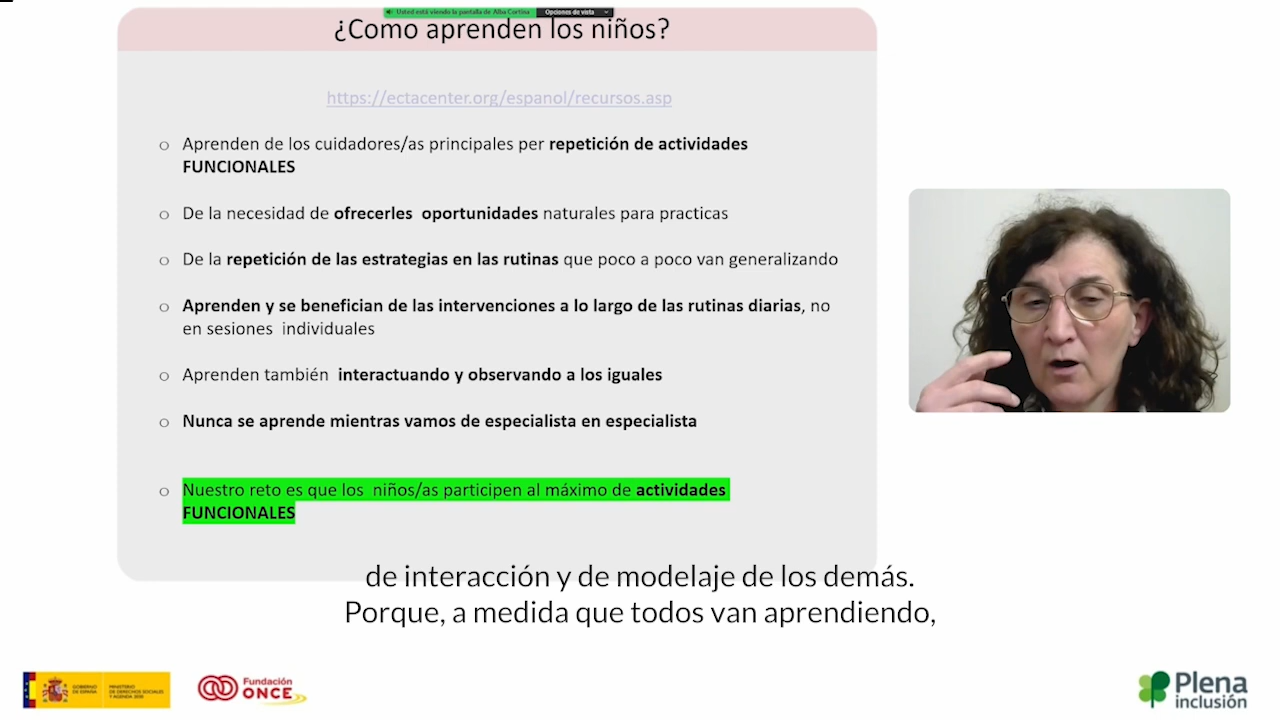 Usted está viendo la pantalla de Alba Cortina
Opciones de vista
¿Como aprenden los niños?
https://ectacenter.org/espanol/recursos.asp
o Aprenden de los cuidadores/as principales per repetición de actividades
FUNCIONALES
o De la necesidad de ofrecerles oportunidades naturales para practicas
o De la repetición de las estrategias en las rutinas que poco a poco van generalizando
o Aprenden y se benefician de las intervenciones a lo largo de las rutinas diarias, no
en sesiones individuales
o Aprenden también interactuando y observando a los iguales
o Nunca se aprende mientras vamos de especialista en especialista
o Nuestro reto es que los niños/as participen al máximo de actividades
FUNCIONALES
de interacción y de modelaje de los demás.
Porque, a medida que todos van aprendiendo,
GOBIERNO
DE ESPAÑA
MINISTERIO
DE DERECHOS SOCIALES
Y AGENDA 2030
Fundación
ONCE
Plena
inclusión